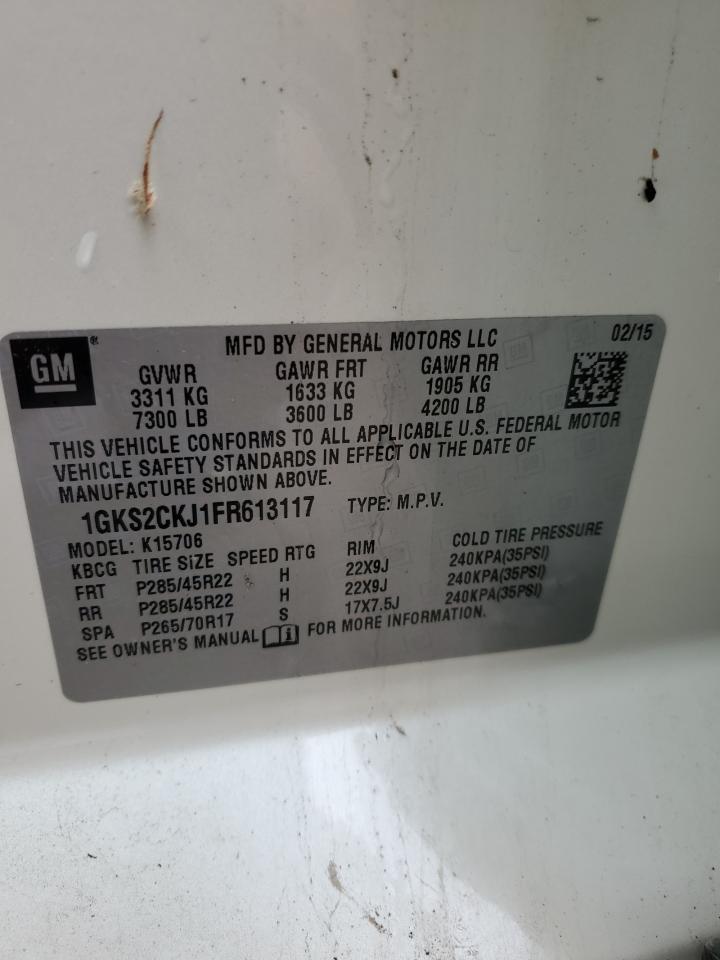 GM®
MFD BY GENERAL MOTORS LLC 02/15
GVWR GAWR FRT GAWR RR
3311 KG 1633 KG 1905 KG
7300 LB 3600 LB 4200 LB
THIS VEHICLE CONFORMS TO ALL APPLICABLE U.S. FEDERAL MOTOR
VEHICLE SAFETY STANDARDS IN EFFECT ON THE DATE OF
MANUFACTURE SHOWN ABOVE.
1GKS2CKJ1FR613117 TYPE: M.P.V.
MODEL: K15706
KBCG TIRE SIZE SPEED RTG RIM COLD TIRE PRESSURE
FRT P285/45R22 H 22X9J 240KPA(35PSI)
RR P285/45R22 H 22X9J 240KPA(35PSI)
SPA P265/70R17 S 17X7.5J 240KPA(35PSI)
SEE OWNER'S MANUAL FOR MORE INFORMATION.